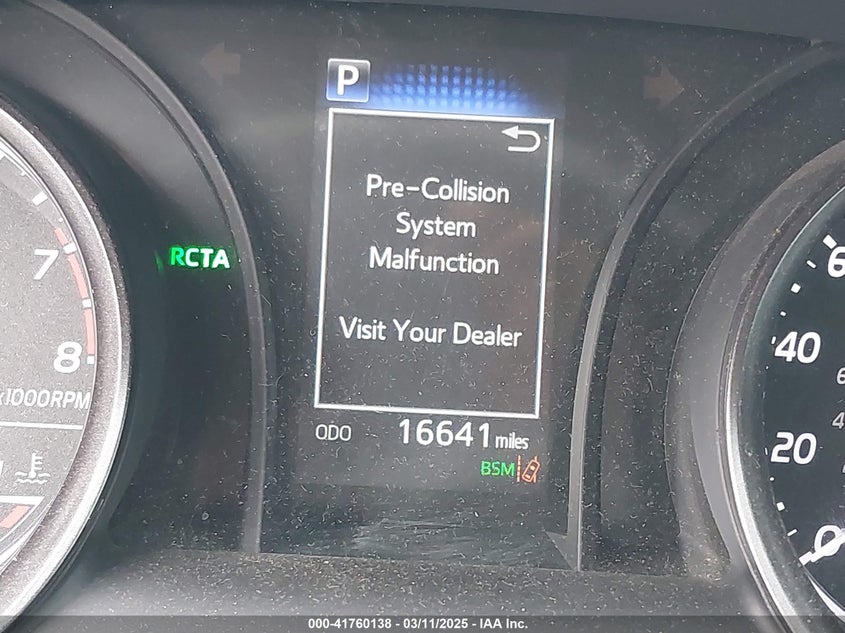 P
Pre-Collision
System
Malfunction
Visit Your Dealer
RCTA
7
8
x1000RPM
ODO 16641 miles
BSM
40
20
0
000-41760138 - 03/11/2025 - IAA Inc.